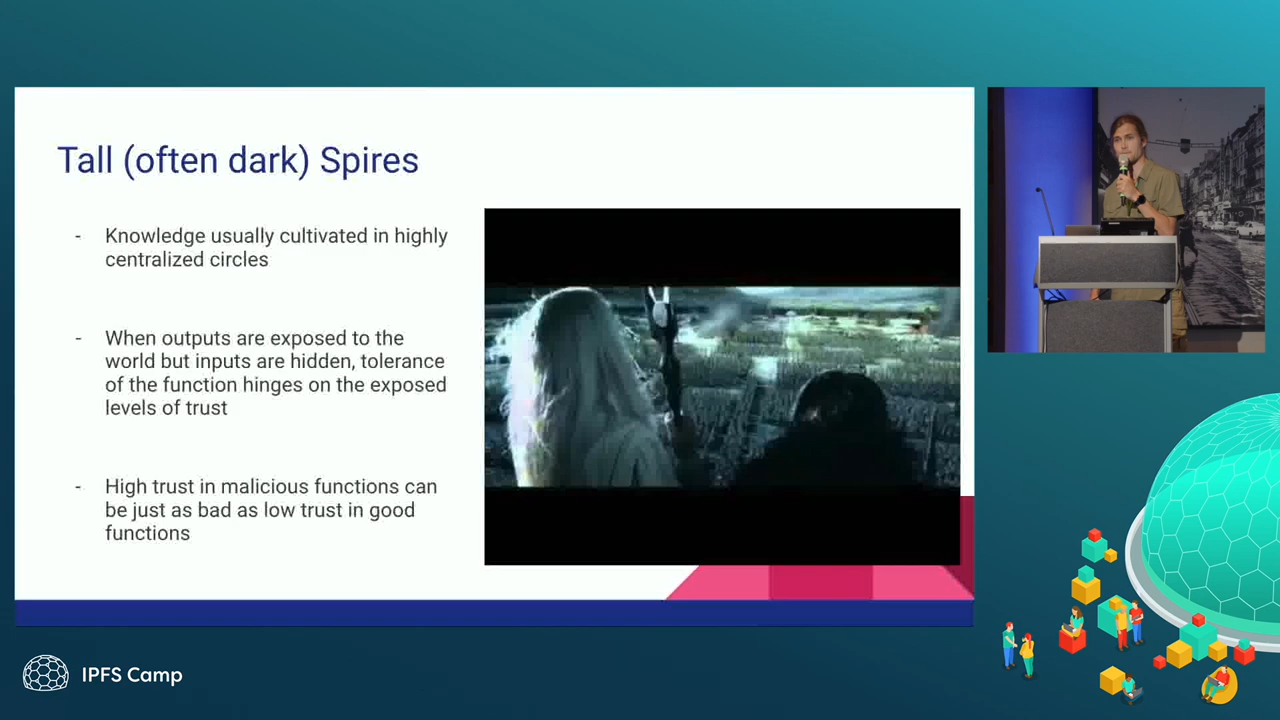 Tall (often dark) Spires
- Knowledge usually cultivated in highly
centralized circles
- When outputs are exposed to the
world but inputs are hidden, tolerance
of the function hinges on the exposed
levels of trust
- High trust in malicious functions can
be just as bad as low trust in good
functions
IPFS Camp